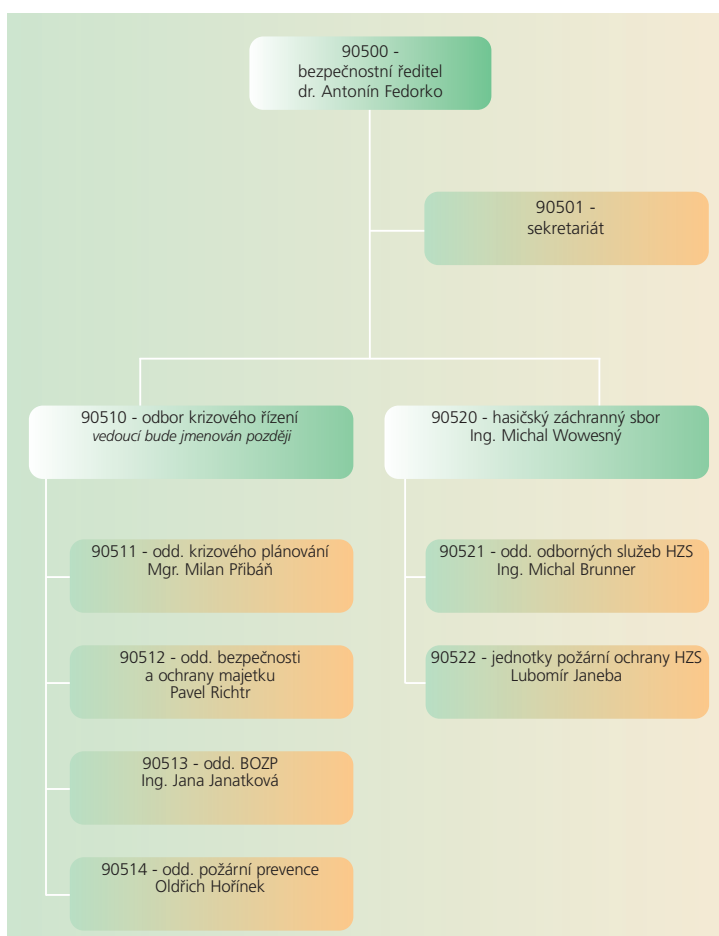 90500 -
bezpečnostní ředitel
dr. Antonín Fedorko
90501 -
sekretariát
90510 - odbor krizového řízení
vedoucí bude jmenován později
90520 - hasičský záchranný sbor
Ing. Michal Wowesný
90511 - odd. krizového plánování
Mgr. Milan Přibáň
90512 - odd. bezpečnosti
a ochrany majetku
Pavel Richtr
90513 - odd. BOZP
Ing. Jana Janatková
90514 - odd. požární prevence
Oldřich Hořínek
90521 - odd. odborných služeb HZS
Ing. Michal Brunner
90522 - jednotky požární ochrany HZS
Lubomír Janeba